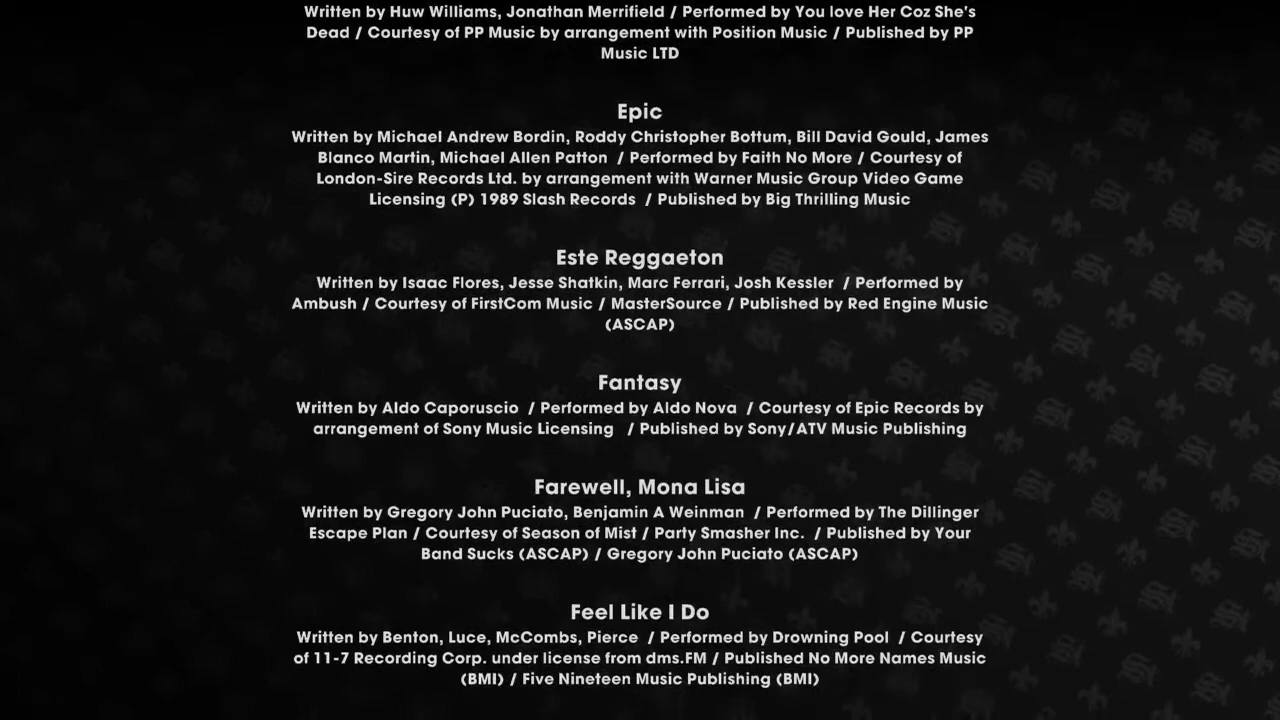 Written by Huw Williams, Jonathan Merrifield / Performed by You love Her Coz She's
Dead / Courtesy of PP Music by arrangement with Position Music / Published by PP
Music LTD
Epic
Written by Michael Andrew Bordin, Roddy Christopher Bottum, Bill David Gould, James
Blanco Martin, Michael Allen Patton / Performed by Faith No More / Courtesy of
London-Sire Records Ltd. by arrangement with Warner Music Group Video Game
Licensing (P) 1989 Slash Records / Published by Big Thrilling Music
Este Reggaeton
Written by Isaac Flores, Jesse Shatkin, Marc Ferrari, Josh Kessler / Performed by
Ambush / Courtesy of FirstCom Music / MasterSource / Published by Red Engine Music
(ASCAP)
Fantasy
Written by Aldo Caporuscio / Performed by Aldo Nova / Courtesy of Epic Records by
arrangement of Sony Music Licensing / Published by Sony/ATV Music Publishing
Farewell, Mona Lisa
Written by Gregory John Puciato, Benjamin A Weinman / Performed by The Dillinger
Escape Plan / Courtesy of Season of Mist / Party Smasher Inc. / Published by Your
Band Sucks (ASCAP) / Gregory John Puciato (ASCAP)
Feel Like I Do
Written by Benton, Luce, McCombs, Pierce / Performed by Drowning Pool / Courtesy
of 11-7 Recording Corp. under license from dms.FM / Published No More Names Music
(BMI) / Five Nineteen Music Publishing (BMI)